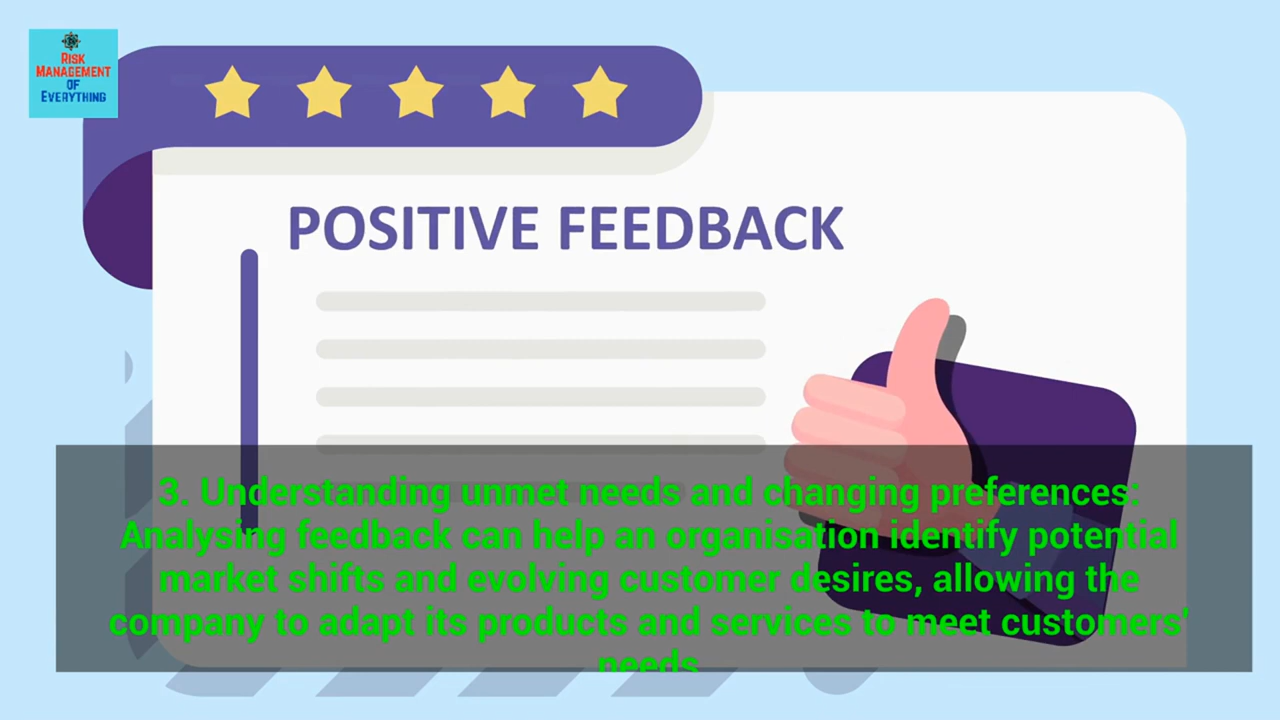 RISK
MANAGEMENT
OF
EVERYTHING
POSITIVE FEEDBACK
3. Understanding unmet needs and changing preferences:
Analysing feedback can help an organisation identify potential
market shifts and evolving customer desires, allowing the
company to adapt its products and services to meet customers'
needs